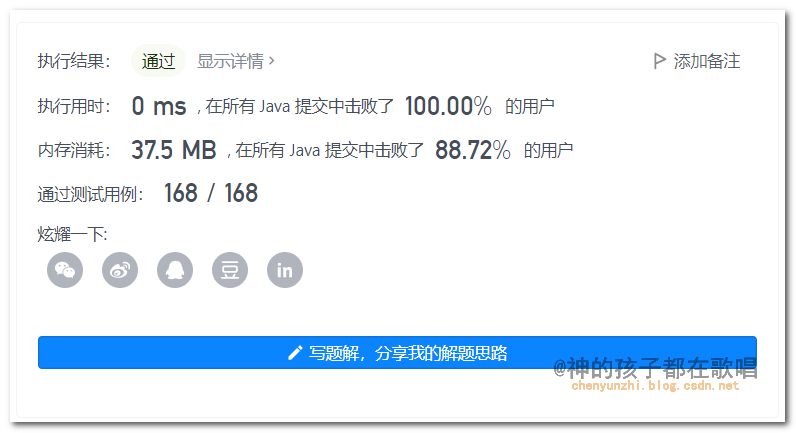 执行结果： 通过 显示详情 > 添加备注
执行用时： 0 ms , 在所有 Java 提交中击败了 100.00% 的用户
内存消耗： 37.5 MB , 在所有 Java 提交中击败了 88.72% 的用户
通过测试用例： 168 / 168
炫耀一下:
豆 in
写题解，分享我的解题思路
@神的孩子都在歌唱
chenyunzhi.blog.csdn.net